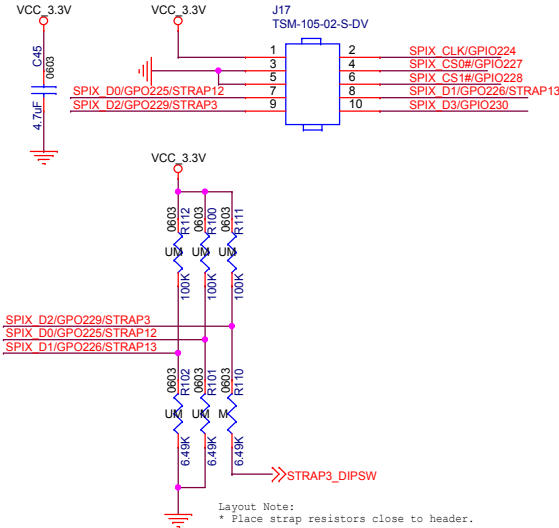 VCC_3.3V
VCC_3.3V
J17
TSM-105-02-S-DV
C45
0603
4.7uF
1
2
SPIX_CLK/GPIO224
3
4
SPIX_CS0#/GPIO227
5
6
SPIX_CS1#/GPIO228
SPIX_D0/GPO225/STRAP12
7
8
SPIX_D1/GPO226/STRAP13
SPIX_D2/GPO229/STRAP3
9
10
SPIX_D3/GPIO230
VCC_3.3V
0603
R112
0603
R100
0603
R111
UM
UM
UM
100K
100K
100K
SPIX_D2/GPO229/STRAP3
SPIX_D0/GPO225/STRAP12
SPIX_D1/GPO226/STRAP13
0603
R102
0603
R101
0603
R110
UM
UM
M
6.49K
6.49K
6.49K
STRAP3_DIPSW
Layout Note:
* Place strap resistors close to header.